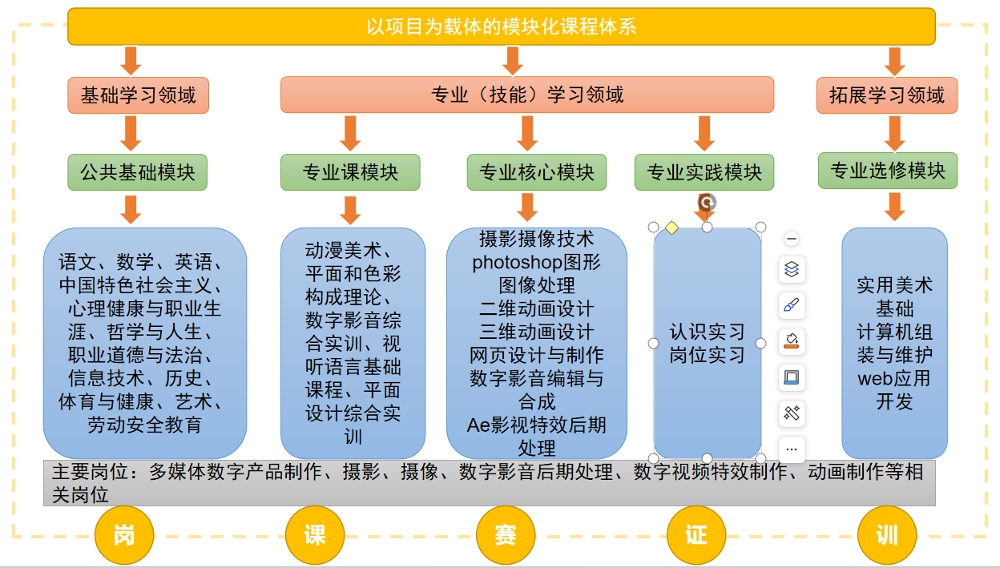 以项目为载体的模块化课程体系
基础学习领域
专业（技能）学习领域
拓展学习领域
公共基础模块
专业课模块
专业核心模块
专业实践模块
专业选修模块
语文、数学、英语、
中国特色社会主义、
心理健康与职业生
涯、哲学与人生、
职业道德与法治、
信息技术、历史、
体育与健康、艺术、
劳动安全教育
动漫美术、
平面和色彩
构成理论、
数字影音综
合实训、视
听语言基础
课程、平面
设计综合实
训
摄影摄像技术
photoshop图形
图像处理
二维动画设计
三维动画设计
网页设计与制作
数字影音编辑与
合成
Ae影视特效后期
处理
认识实习
岗位实习
实用美术
基础
计算机组
装与维护
web应用
开发
主要岗位：多媒体数字产品制作、摄影、摄像、数字影音后期处理、数字视频特效制作、动画制作等相
关岗位
岗
课
赛
证
训